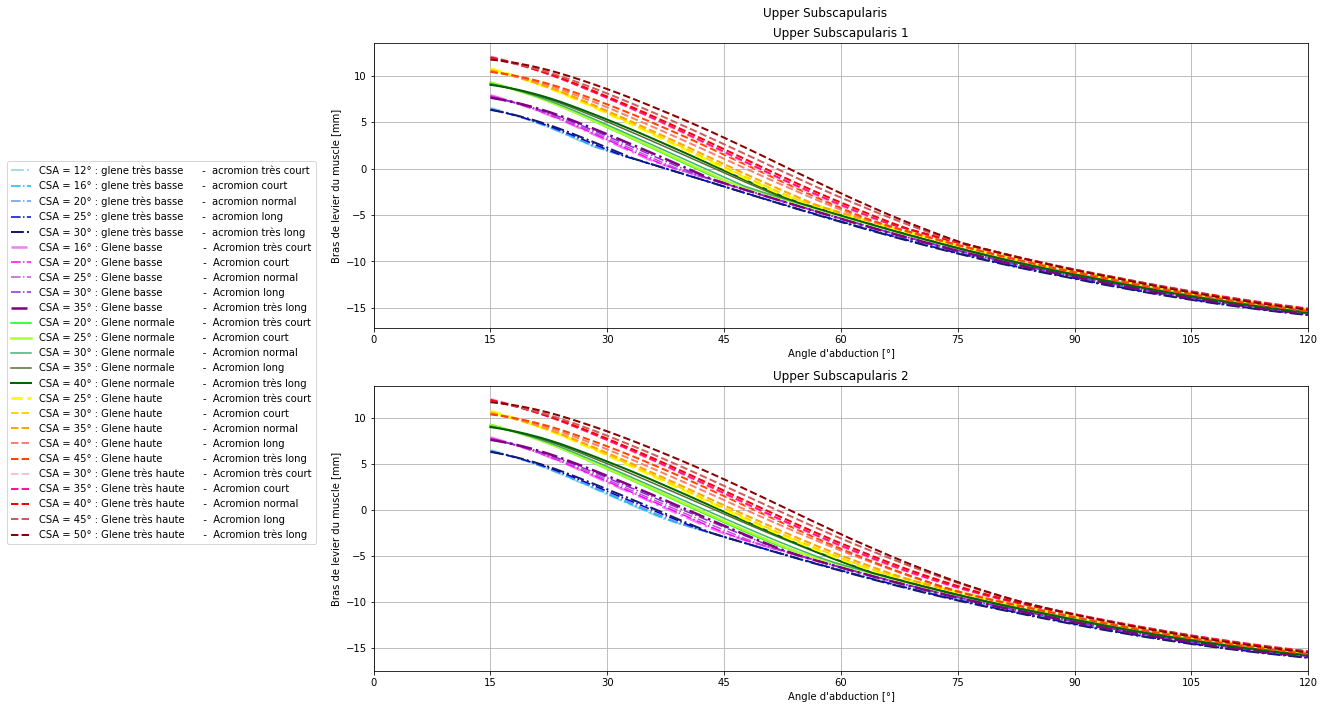 Upper Subscapularis
Upper Subscapularis 1
Bras de levier du muscle [mm]
10
5
0
−5
−10
−15
0 15 30 45 60 75 90 105 120
Angle d'abduction [°]
CSA = 12° : glene très basse - acromion très court
CSA = 16° : glene très basse - acromion court
CSA = 20° : glene très basse - acromion normal
CSA = 25° : glene très basse - acromion long
CSA = 30° : glene très basse - acromion très long
CSA = 16° : Glene basse - Acromion très court
CSA = 20° : Glene basse - Acromion court
CSA = 25° : Glene basse - Acromion normal
CSA = 30° : Glene basse - Acromion long
CSA = 35° : Glene basse - Acromion très long
CSA = 20° : Glene normale - Acromion très court
CSA = 25° : Glene normale - Acromion court
CSA = 30° : Glene normale - Acromion normal
CSA = 35° : Glene normale - Acromion long
CSA = 40° : Glene normale - Acromion très long
CSA = 25° : Glene haute - Acromion très court
CSA = 30° : Glene haute - Acromion court
CSA = 35° : Glene haute - Acromion normal
CSA = 40° : Glene haute - Acromion long
CSA = 45° : Glene haute - Acromion très long
CSA = 30° : Glene très haute - Acromion très court
CSA = 35° : Glene très haute - Acromion court
CSA = 40° : Glene très haute - Acromion normal
CSA = 45° : Glene très haute - Acromion long
CSA = 50° : Glene très haute - Acromion très long
Upper Subscapularis 2
Bras de levier du muscle [mm]
10
5
0
−5
−10
−15
0 15 30 45 60 75 90 105 120
Angle d'abduction [°]